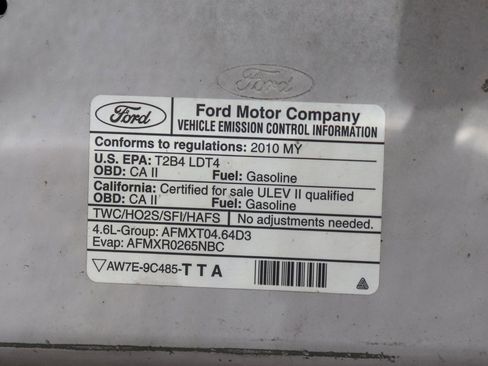 Ford
Ford
Ford Motor Company
VEHICLE EMISSION CONTROL INFORMATION
Conforms to regulations: 2010 MY
U.S. EPA: T2B4 LDT4
OBD: CA II Fuel: Gasoline
California: Certified for sale ULEV II qualified
OBD: CA II Fuel: Gasoline
TWC/HO2S/SFI/HAFS No adjustments needed.
4.6L-Group: AFMXT04.64D3
Evap: AFMXR0265NBC
AW7E-9C485-TTA